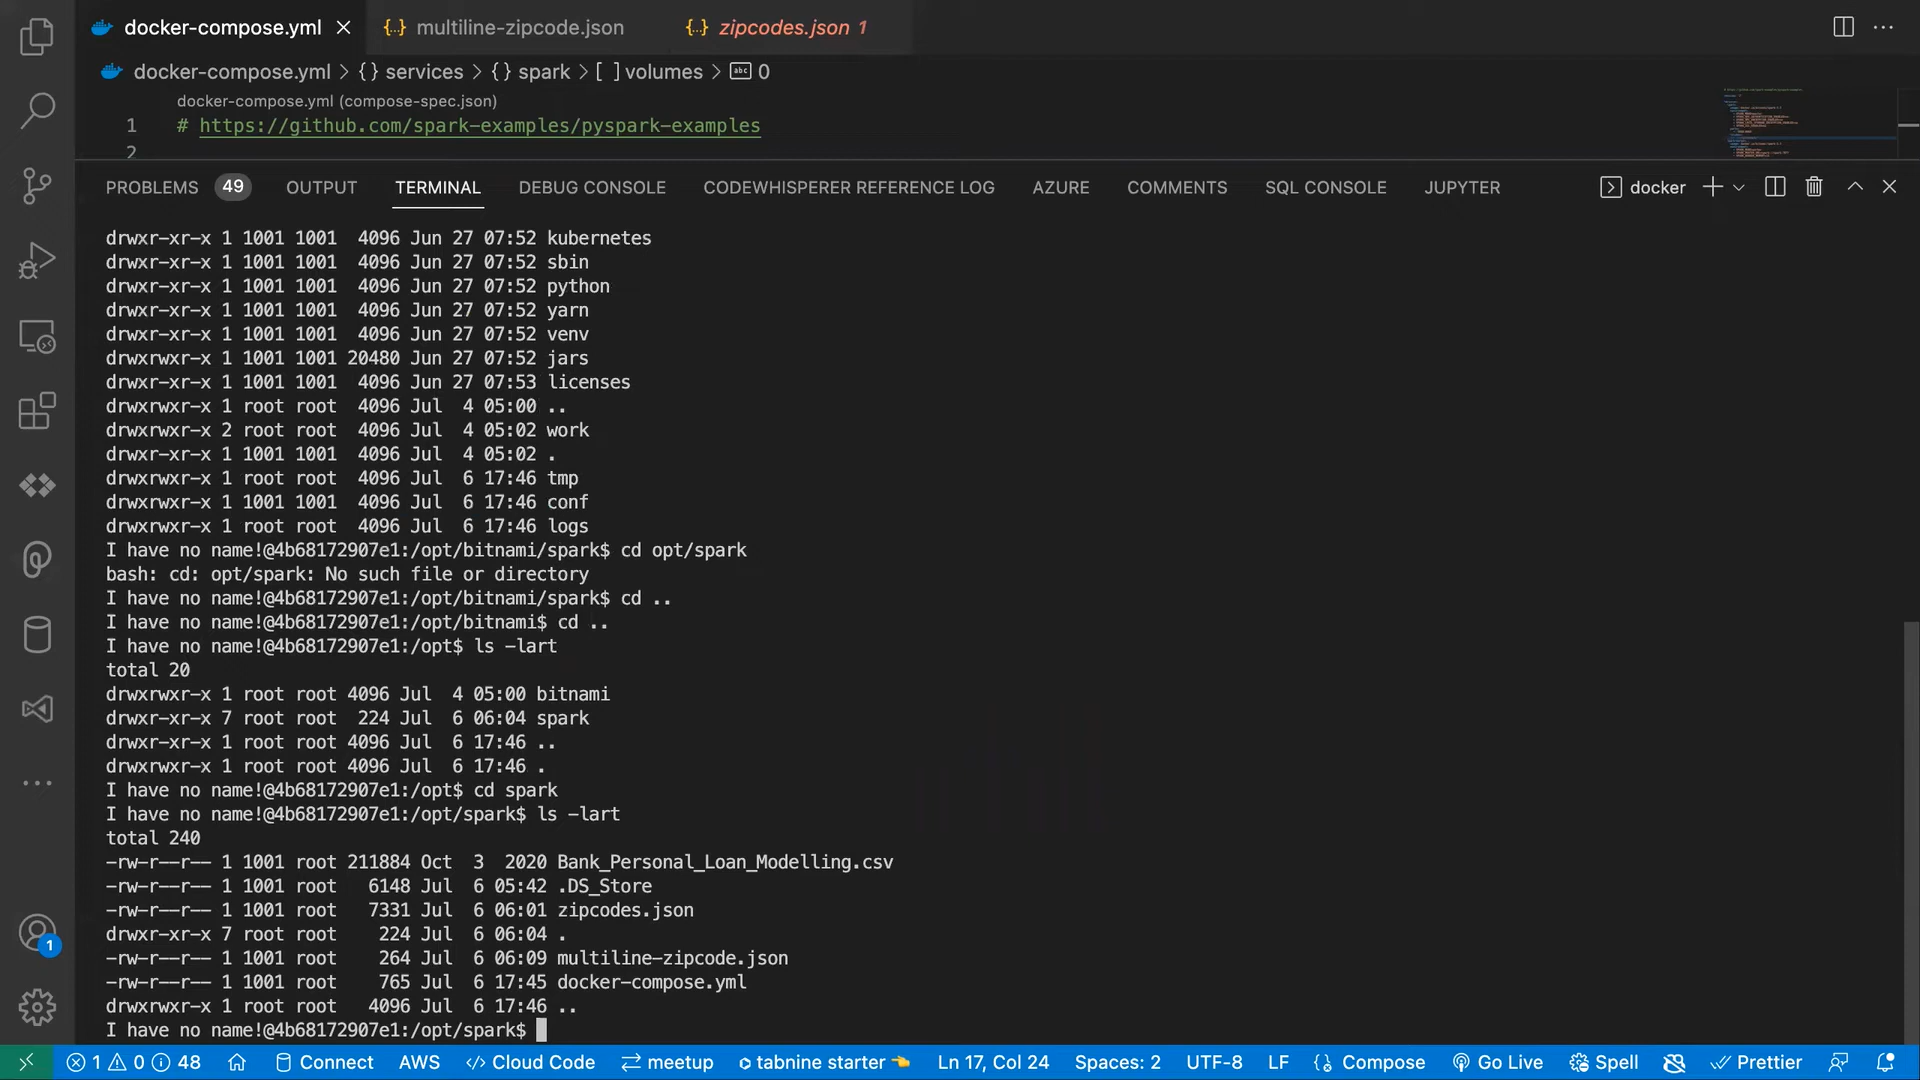 docker-compose.yml
multiline-zipcode.json
zipcodes.json 1
docker-compose.yml > {} services > {} spark > [ ] volumes > abc 0
docker-compose.yml (compose-spec.json)
1 # https://github.com/spark-examples/pyspark-examples
2
PROBLEMS 49 OUTPUT TERMINAL DEBUG CONSOLE CODEWHISPERER REFERENCE LOG AZURE COMMENTS SQL CONSOLE JUPYTER docker
drwxr-xr-x 1 1001 1001  4096 Jun 27 07:52 kubernetes
drwxr-xr-x 1 1001 1001  4096 Jun 27 07:52 sbin
drwxr-xr-x 1 1001 1001  4096 Jun 27 07:52 python
drwxr-xr-x 1 1001 1001  4096 Jun 27 07:52 yarn
drwxr-xr-x 1 1001 1001  4096 Jun 27 07:52 venv
drwxrwxr-x 1 1001 1001 20480 Jun 27 07:52 jars
drwxrwxr-x 1 1001 1001  4096 Jun 27 07:53 licenses
drwxrwxr-x 1 root root  4096 Jul  4 05:00 ..
drwxrwxr-x 2 root root  4096 Jul  4 05:02 work
drwxrwxr-x 1 1001 1001  4096 Jul  4 05:02 .
drwxrwxr-x 1 root root  4096 Jul  6 17:46 tmp
drwxrwxr-x 1 1001 1001  4096 Jul  6 17:46 conf
drwxrwxr-x 1 root root  4096 Jul  6 17:46 logs
I have no name!@4b68172907e1:/opt/bitnami/spark$ cd opt/spark
bash: cd: opt/spark: No such file or directory
I have no name!@4b68172907e1:/opt/bitnami/spark$ cd ..
I have no name!@4b68172907e1:/opt/bitnami$ cd ..
I have no name!@4b68172907e1:/opt$ ls -lart
total 20
drwxrwxr-x 1 root root 4096 Jul  4 05:00 bitnami
drwxr-xr-x 7 root root  224 Jul  6 06:04 spark
drwxrwxr-x 1 root root 4096 Jul  6 17:46 ..
drwxrwxr-x 1 root root 4096 Jul  6 17:46 .
I have no name!@4b68172907e1:/opt$ cd spark
I have no name!@4b68172907e1:/opt/spark$ ls -lart
total 240
-rw-r--r-- 1 1001 root 211884 Oct  3  2020 Bank_Personal_Loan_Modelling.csv
-rw-r--r-- 1 1001 root   6148 Jul  6 05:42 .DS_Store
-rw-r--r-- 1 1001 root   7331 Jul  6 06:01 zipcodes.json
drwxr-xr-x 7 root root    224 Jul  6 06:04 .
-rw-r--r-- 1 1001 root    264 Jul  6 06:09 multiline-zipcode.json
-rw-r--r-- 1 1001 root    765 Jul  6 17:45 docker-compose.yml
drwxrwxr-x 1 root root   4096 Jul  6 17:46 ..
I have no name!@4b68172907e1:/opt/spark$
1
1 0 48 Connect AWS Cloud Code meetup tabnine starter Ln 17, Col 24 Spaces: 2 UTF-8 LF Compose Go Live Spell Prettier